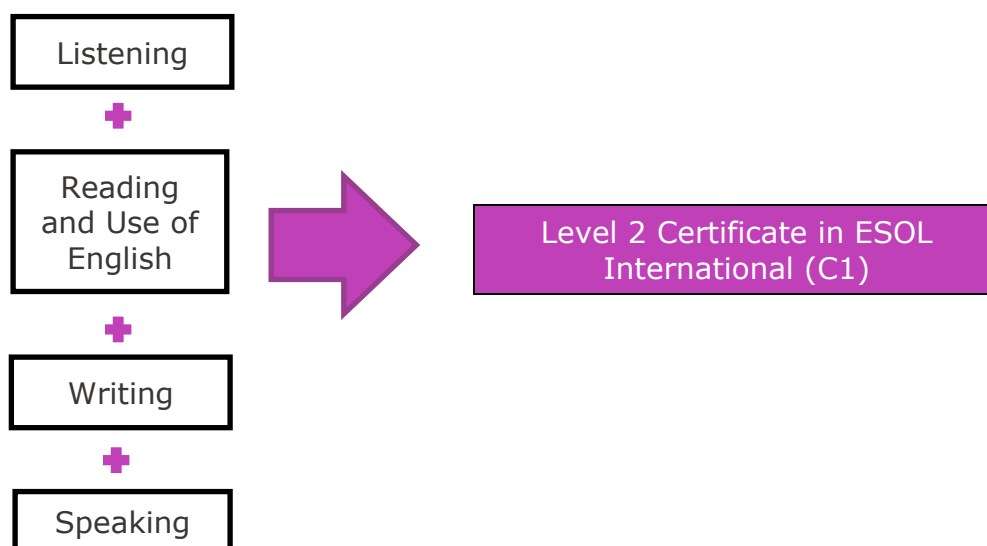 Listening
Reading
and Use of
English
Level 2 Certificate in ESOL
International (C1)
Writing
Speaking